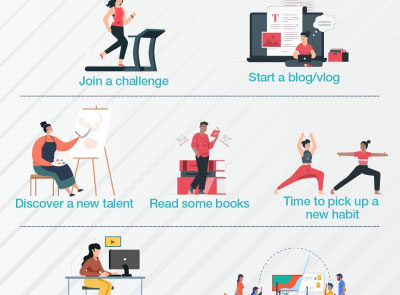 Join a challenge
T
Start a blog/vlog
Discover a new talent
Read some books
Time to pick up a
new habit